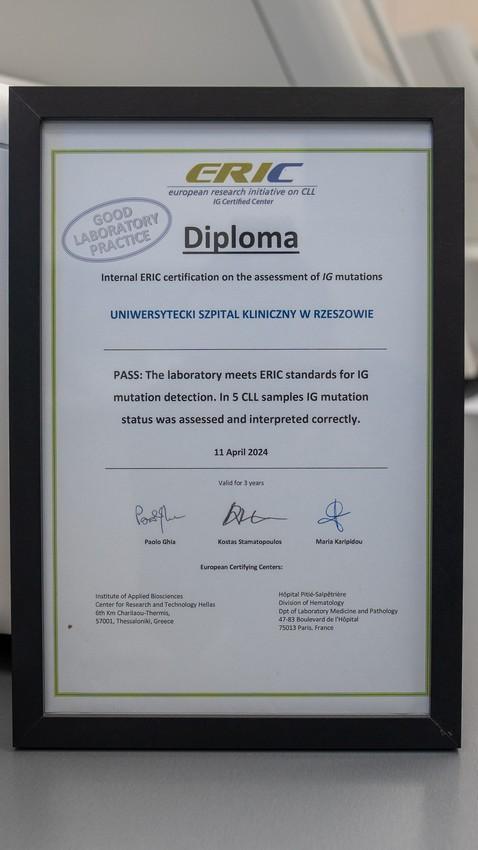 ERIC
european research initiative on CLL
IG Certified Center
GOOD
LABORATORY
PRACTICE
Diploma
Internal ERIC certification on the assessment of IG mutations
UNIWERSYTECKI SZPITAL KLINICZNY W RZESZOWIE
PASS: The laboratory meets ERIC standards for IG
mutation detection. In 5 CLL samples IG mutation
status was assessed and interpreted correctly.
11 April 2024
Valid for 3 years
Paolo Ghia
Kostas Stamatopoulos
Maria Karipidou
European Certifying Centers:
Institute of Applied Biosciences
Center for Research and Technology Hellas
6th Km Charilaou-Thermis,
57001, Thessaloniki, Greece
Hôpital Pitié-Salpêtrière
Division of Hematology
Dpt of Laboratory Medicine and Pathology
47-83 Boulevard de l'Hôpital
75013 Paris, France